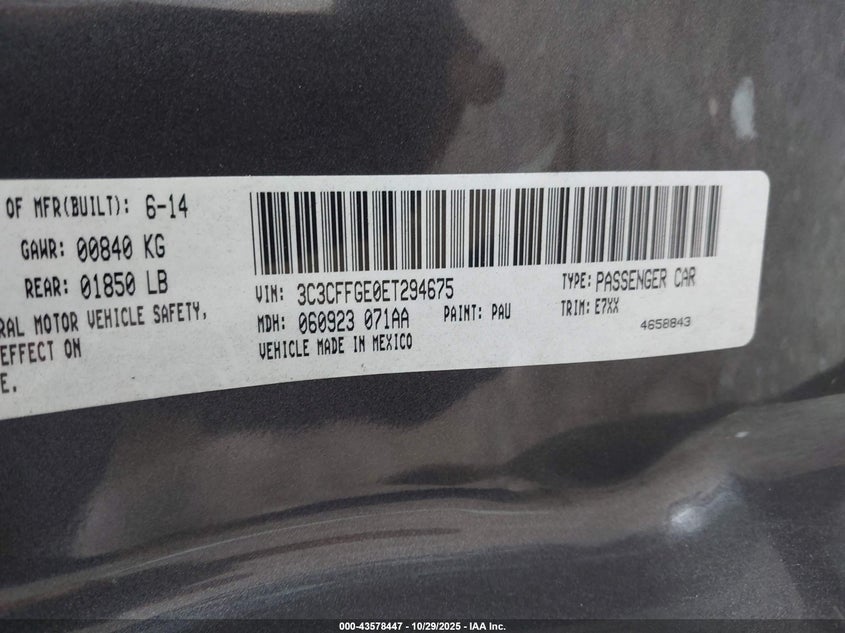 OF MFR(BUILT): 6-14
GAWR: 00840 KG
REAR: 01850 LB
RAL MOTOR VEHICLE SAFETY,
EFFECT ON
E.
VIN: 3C3CFFGE0ET294675
TYPE: PASSENGER CAR
MDH: 060923 071AA
PAINT: PAU
TRIM: E7XX
VEHICLE MADE IN MEXICO
4658843
000-43578447 - 10/29/2025 - IAA Inc.